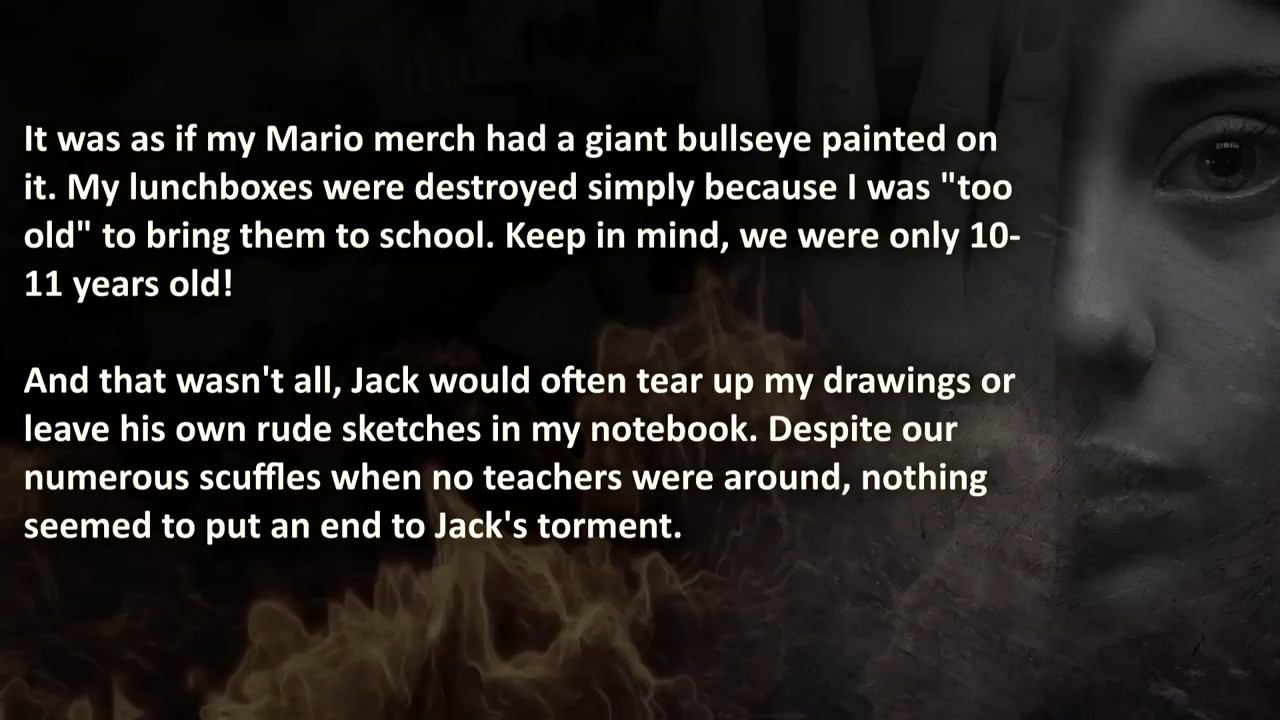 It was as if my Mario merch had a giant bullseye painted on
it. My lunchboxes were destroyed simply because I was "too
old" to bring them to school. Keep in mind, we were only 10-
11 years old!
And that wasn't all, Jack would often tear up my drawings or
leave his own rude sketches in my notebook. Despite our
numerous scuffles when no teachers were around, nothing
seemed to put an end to Jack's torment.